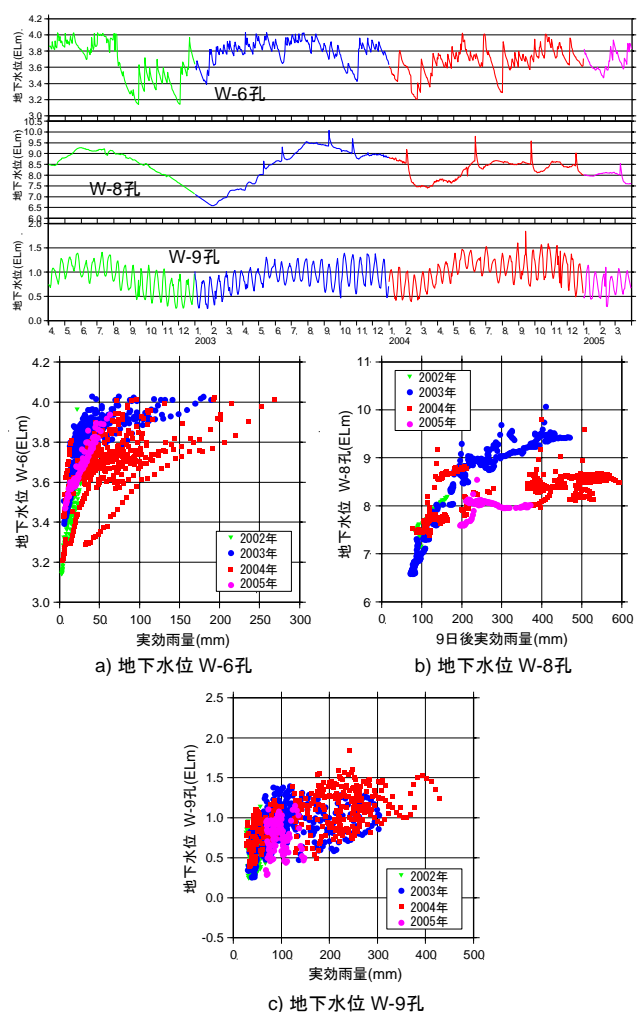 地下水位(ELm)
4.2
4.0
3.8
3.6
3.4
3.2
3.0
W-6孔
地下水位(ELm)
10.5
10.0
9.5
9.0
8.5
8.0
7.5
7.0
6.5
6.0
W-8孔
地下水位(ELm)
2.0
1.5
1.0
0.5
0.0
W-9孔
4. 5. 6. 7. 8. 9. 10. 11. 12. 1. 2. 3. 4. 5. 6. 7. 8. 9. 10. 11. 12. 1. 2. 3. 4. 5. 6. 7. 8. 9. 10. 11. 12. 1. 2. 3.
2003 2004 2005
地下水位 W-6(ELm)
4.2
4.0
3.8
3.6
3.4
3.2
3.0
0. 50 100 150 200 250 300
2002年
2003年
2004年
2005年
実効雨量(mm)
a) 地下水位 W-6孔
地下水位 W-8孔(ELm)
11
10
9
8
7
6
0. 100 200 300 400 500 600
2002年
2003年
2004年
2005年
9日後実効雨量(mm)
b) 地下水位 W-8孔
地下水位 W-9孔(ELm)
2.5
2.0
1.5
1.0
0.5
0.0
-0.5
0. 100 200 300 400 500
2002年
2003年
2004年
2005年
実効雨量(mm)
c) 地下水位 W-9孔